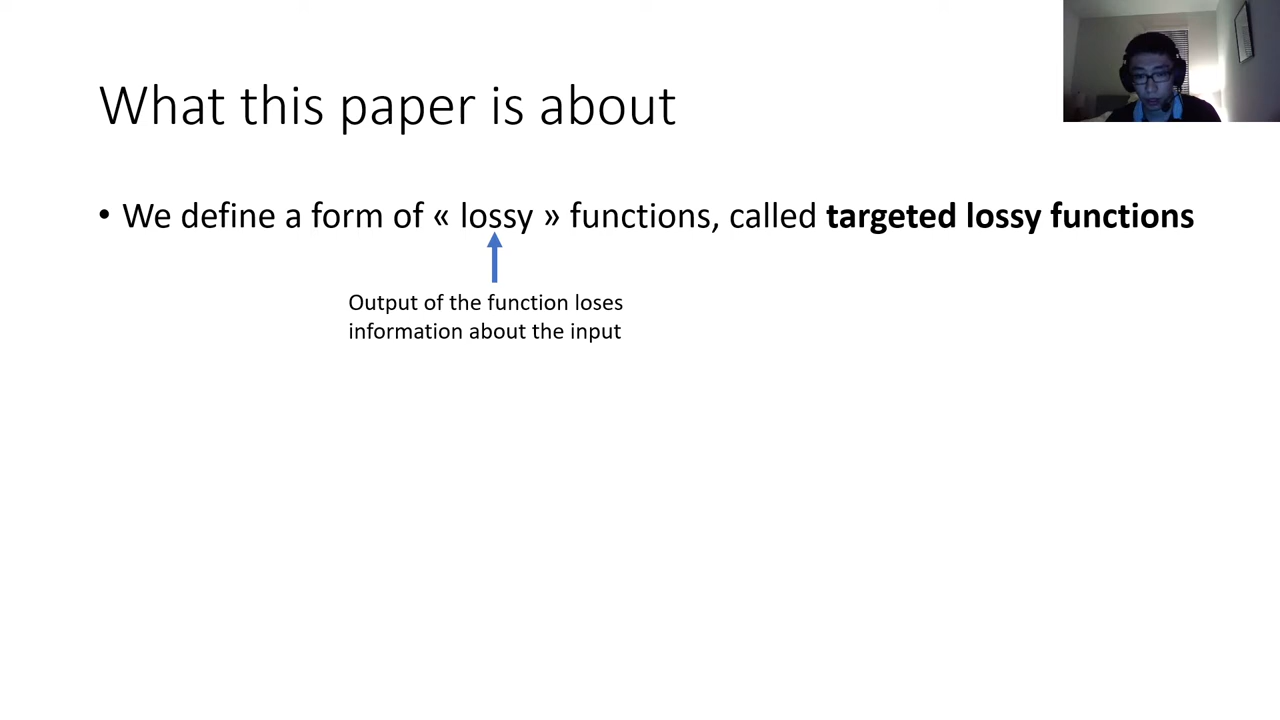 What this paper is about
• We define a form of « lossy » functions, called targeted lossy functions
Output of the function loses
information about the input